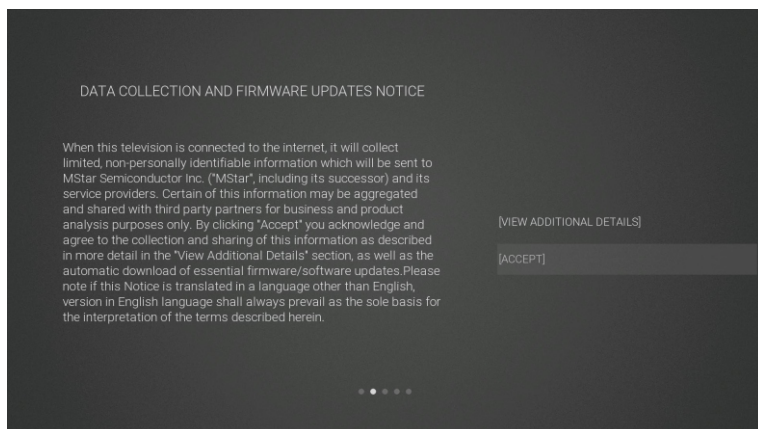 DATA COLLECTION AND FIRMWARE UPDATES NOTICE
When this television is connected to the internet, it will collect
limited, non-personally identifiable information which will be sent to
MStar Semiconductor Inc. ("MStar", including its successor) and its
service providers. Certain of this information may be aggregated
and shared with third party partners for business and product
analysis purposes only. By clicking "Accept" you acknowledge and
agree to the collection and sharing of this information as described
in more detail in the "View Additional Details" section, as well as the
automatic download of essential firmware/software updates.Please
note if this Notice is translated in a language other than English,
version in English language shall always prevail as the sole basis for
the interpretation of the terms described herein.
[VIEW ADDITIONAL DETAILS]
[ACCEPT]